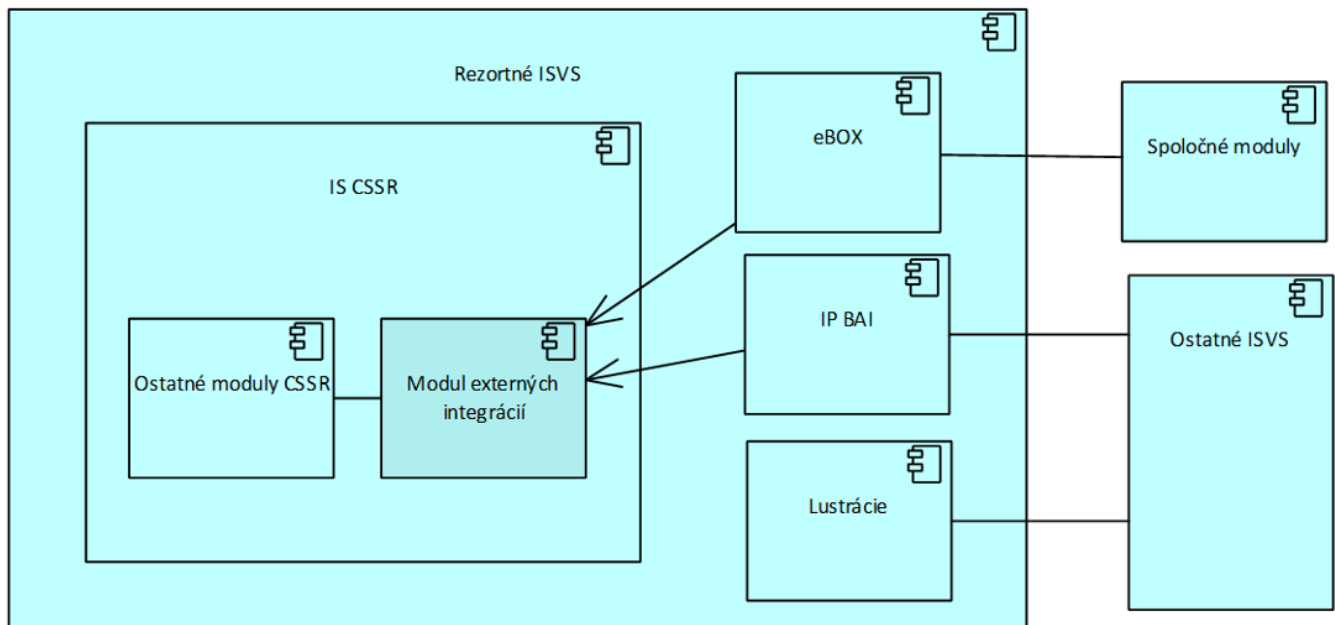 Rezortné ISVS
eBOX
Spoločné moduly
IS CSSR
IP BAI
Ostatné ISVS
Ostatné moduly CSSR
Modul externých
integrácií
Lustrácie